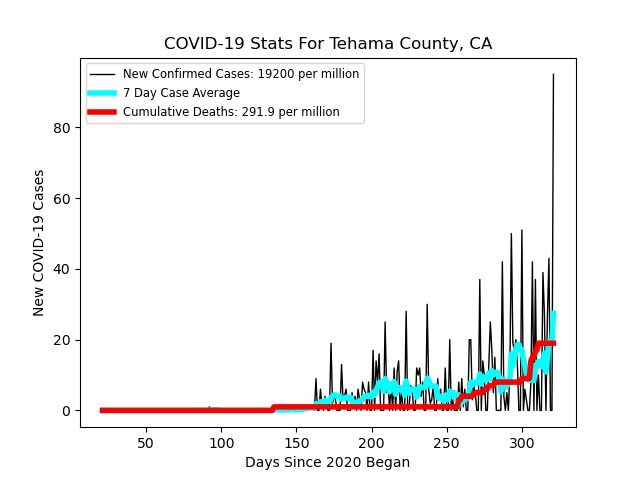 COVID-19 Stats For Tehama County, CA
New Confirmed Cases: 19200 per million
7 Day Case Average
Cumulative Deaths: 291.9 per million
New COVID-19 Cases
80
60
40
20
0
50 100 150 200 250 300
Days Since 2020 Began